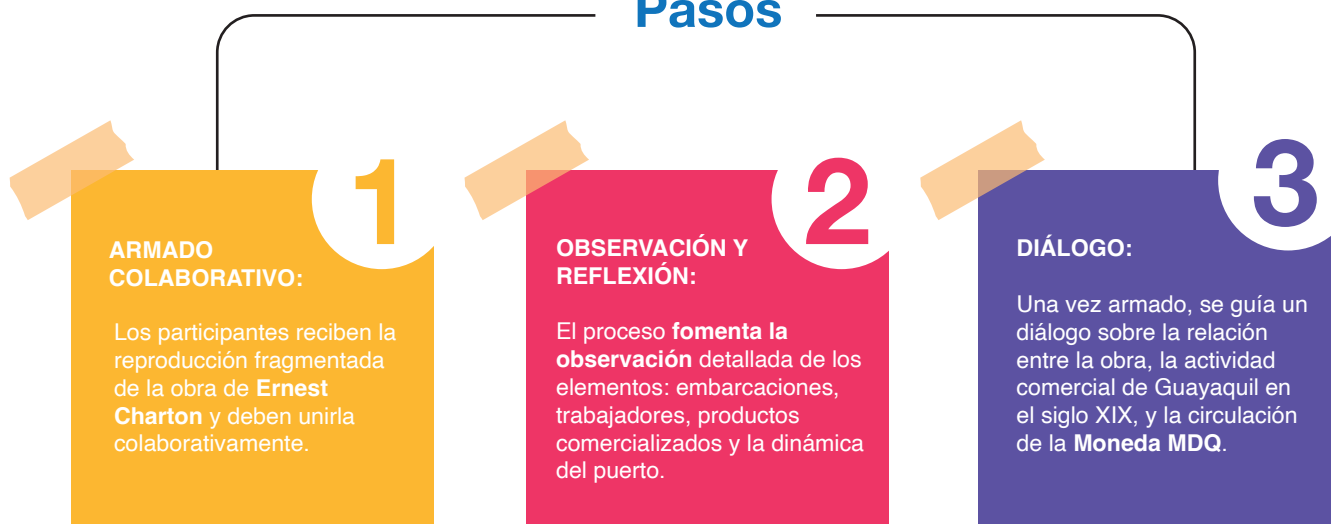 Pasos
1
ARMADO
COLABORATIVO:
Los participantes reciben la
reproducción fragmentada
de la obra de Ernest
Charton y deben unirla
colaborativamente.
2
OBSERVACIÓN Y
REFLEXIÓN:
El proceso fomenta la
observación detallada de los
elementos: embarcaciones,
trabajadores, productos
comercializados y la dinámica
del puerto.
3
DIÁLOGO:
Una vez armado, se guía un
diálogo sobre la relación
entre la obra, la actividad
comercial de Guayaquil en
el siglo XIX, y la circulación
de la Moneda MDQ.